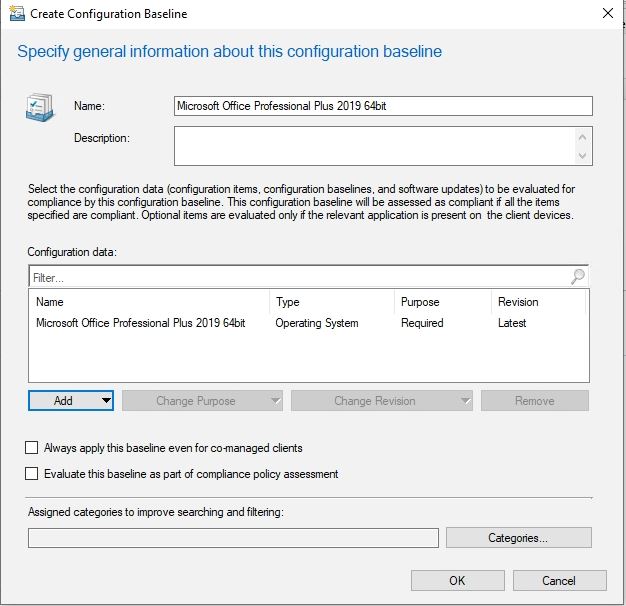 Create Configuration Baseline
Specify general information about this configuration baseline
Name:
Microsoft Office Professional Plus 2019 64bit
Description:
Select the configuration data (configuration items, configuration baselines, and software updates) to be evaluated for
compliance by this configuration baseline. This configuration baseline will be assessed as compliant if all the items
specified are compliant. Optional items are evaluated only if the relevant application is present on the client devices.
Configuration data:
Filter...
Name Type Purpose Revision
Microsoft Office Professional Plus 2019 64bit Operating System Required Latest
Add Change Purpose Change Revision Remove
Always apply this baseline even for co-managed clients
Evaluate this baseline as part of compliance policy assessment
Assigned categories to improve searching and filtering:
Categories...
OK Cancel